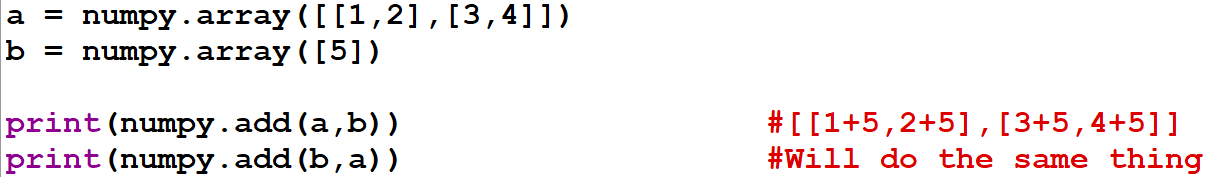 a = numpy.array([[1,2],[3,4]])
b = numpy.array([5])
print(numpy.add(a,b)) #[[1+5,2+5],[3+5,4+5]]
print(numpy.add(b,a)) #Will do the same thing